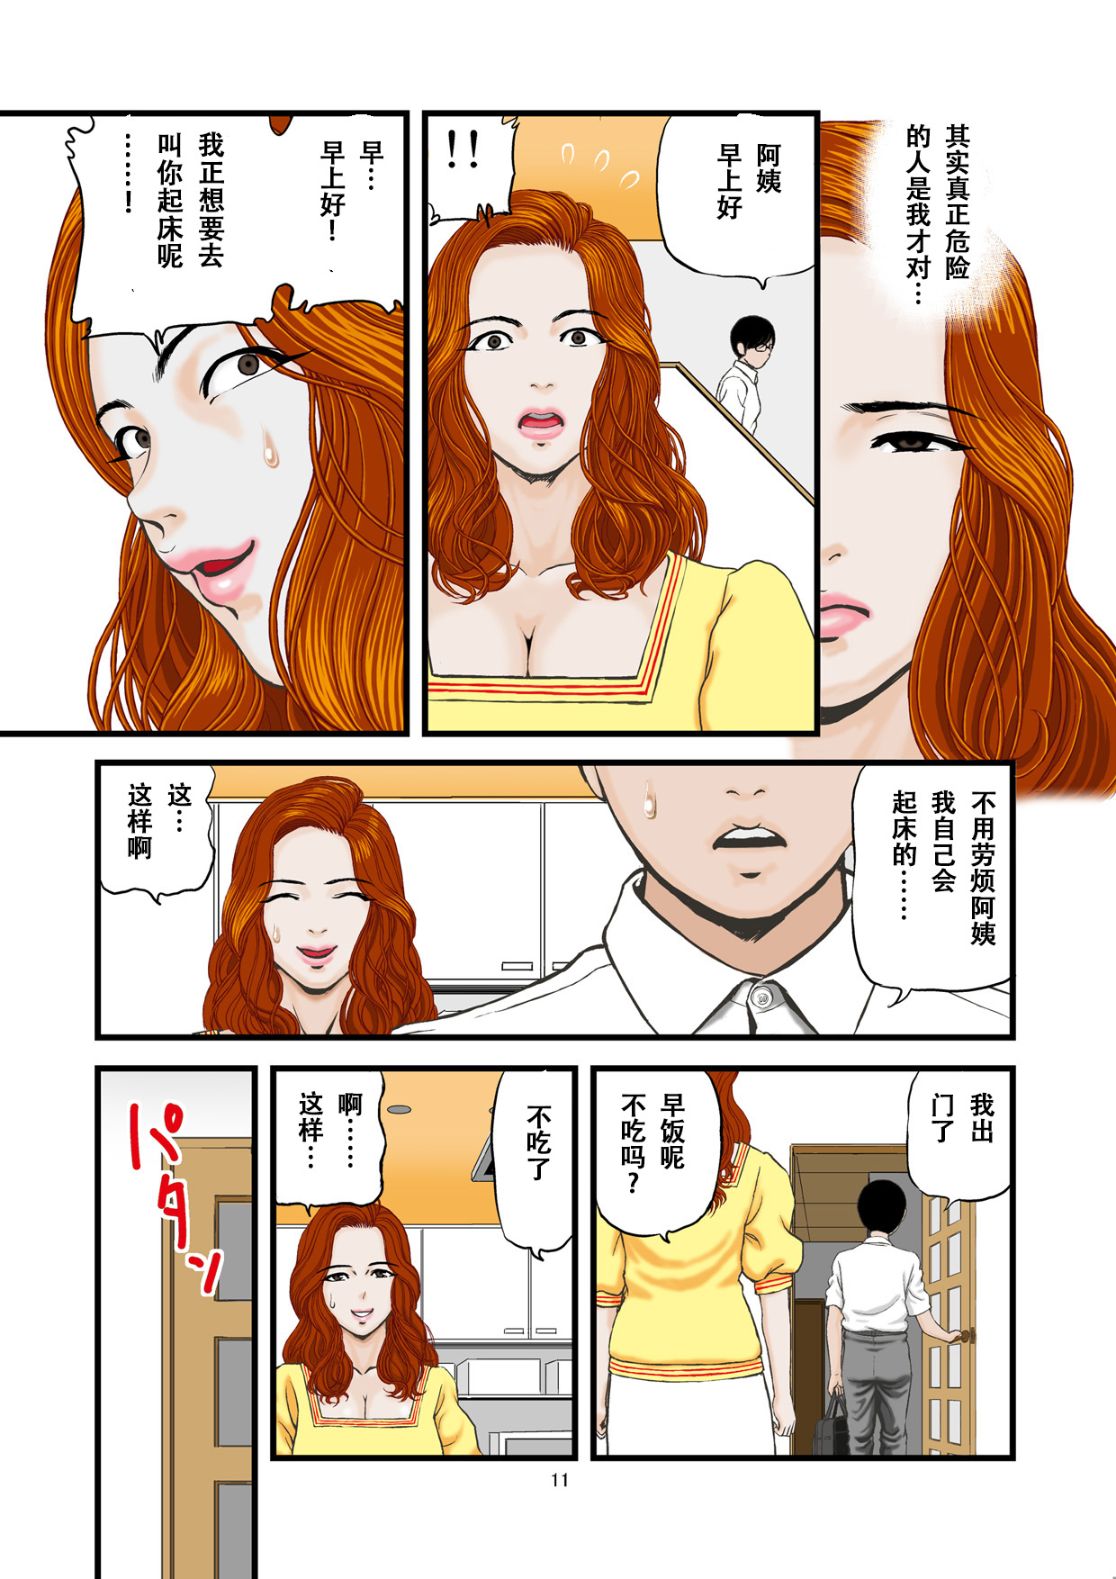 其实真正危险
的人是我才对…
阿姨
早上好
!!
早…
早上好！
我正想要去
叫你起床呢
……！
不用劳烦阿姨
我自己会
起床的……
这…
这样啊
我出
门了
早饭呢
不吃吗？
不吃了
啊……
这样…
パタン
11